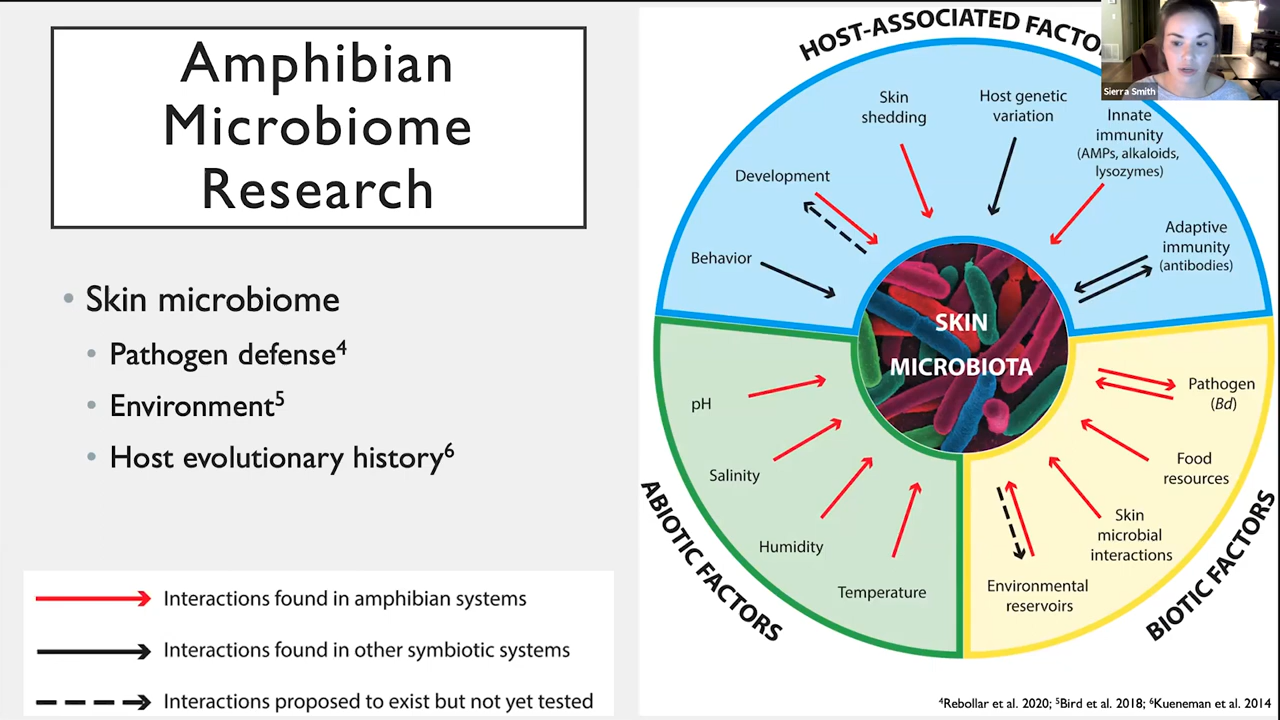 Amphibian
Microbiome
Research
• Skin microbiome
• Pathogen defense⁴
• Environment⁵
• Host evolutionary history⁶
Interactions found in amphibian systems
Interactions found in other symbiotic systems
Interactions proposed to exist but not yet tested
HOST-ASSOCIATED FACTO
Sierra Smith
Skin
shedding
Host genetic
variation
Innate
immunity
(AMPs, alkaloids,
lysozymes)
Development
Adaptive
immunity
(antibodies)
Behavior
SKIN
MICROBIOTA
pH
Salinity
Humidity
Temperature
ABIOTIC FACTORS
Pathogen
(Bd)
Food
resources
Skin
microbial
interactions
Environmental
reservoirs
BIOTIC FACTORS
⁴Rebollar et al. 2020; ⁵Bird et al. 2018; ⁶Kueneman et al. 2014